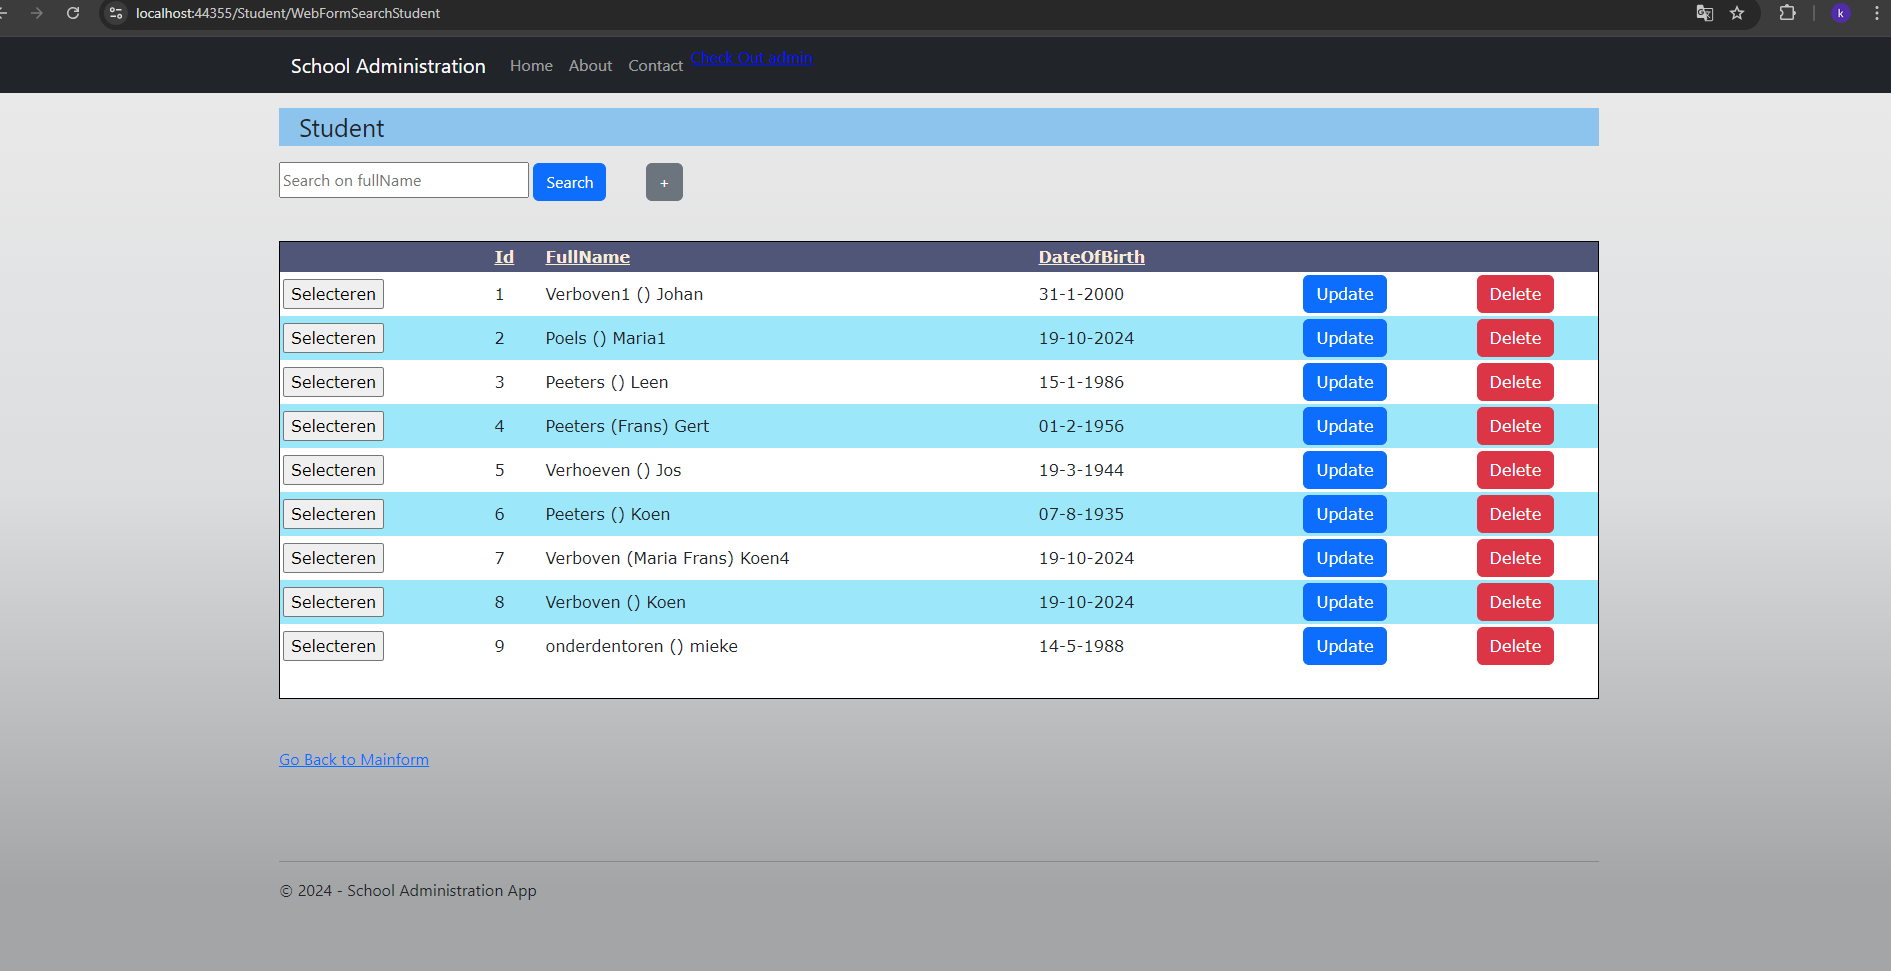 localhost:44355/Student/WebFormSearchStudent
k
School Administration Home About Contact Check Out admin
Student
Search on fullName Search +
Id FullName DateOfBirth
Selecteren 1 Verboven1 () Johan 31-1-2000 Update Delete
Selecteren 2 Poels () Maria1 19-10-2024 Update Delete
Selecteren 3 Peeters () Leen 15-1-1986 Update Delete
Selecteren 4 Peeters (Frans) Gert 01-2-1956 Update Delete
Selecteren 5 Verhoeven () Jos 19-3-1944 Update Delete
Selecteren 6 Peeters () Koen 07-8-1935 Update Delete
Selecteren 7 Verboven (Maria Frans) Koen4 19-10-2024 Update Delete
Selecteren 8 Verboven () Koen 19-10-2024 Update Delete
Selecteren 9 onderdentoren () mieke 14-5-1988 Update Delete
Go Back to Mainform
© 2024 - School Administration App